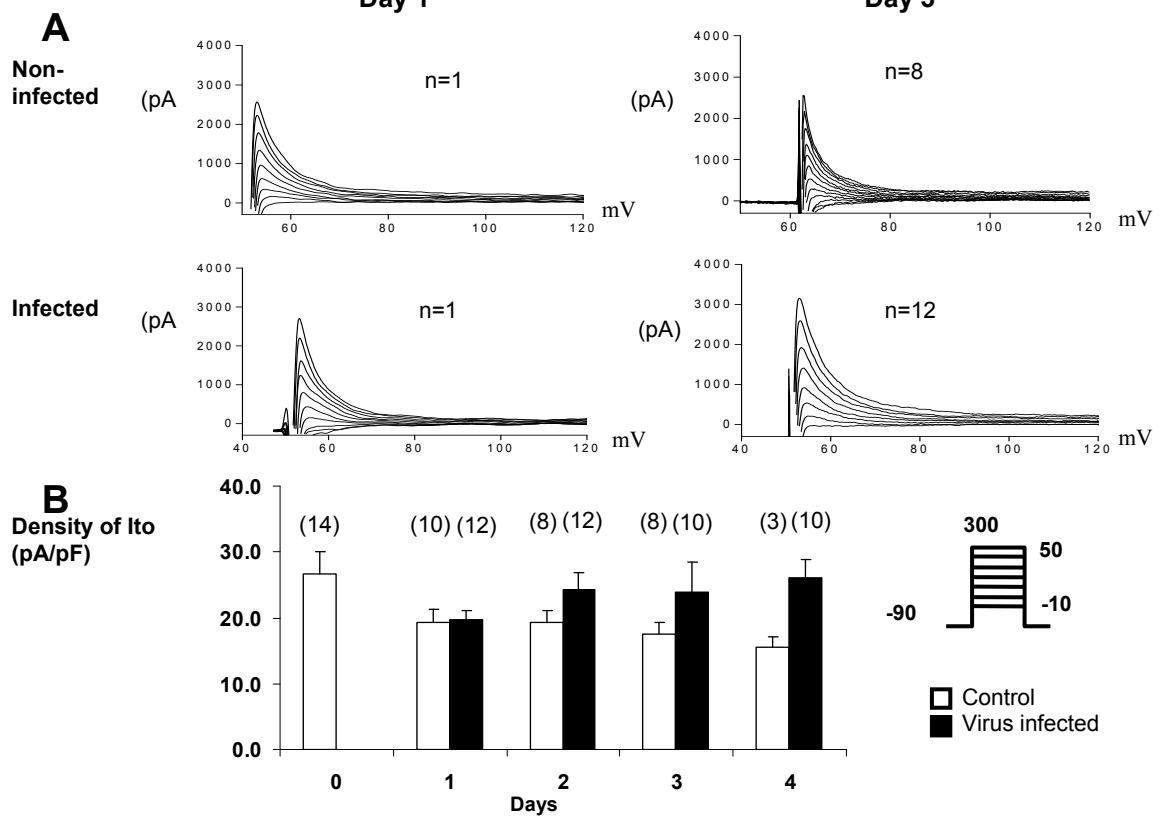 Day 1 Day 3
A
Non-
infected
(pA
4000
3000
2000
1000
0
n=1
60 80 100 120
mV
(pA)
4000
3000
2000
1000
0
n=8
60 80 100 120
mV
Infected
(pA
4000
3000
2000
1000
0
n=1
40 60 80 100 120
mV
(pA)
4000
3000
2000
1000
0
n=12
40 60 80 100 120
mV
B
Density of Ito
(pA/pF)
40.0
30.0
20.0
10.0
0.0
(14) (10) (12) (8) (12) (8) (10) (3) (10)
0 1 2 3 4
Days
300
50
-10
-90
Control
Virus infected